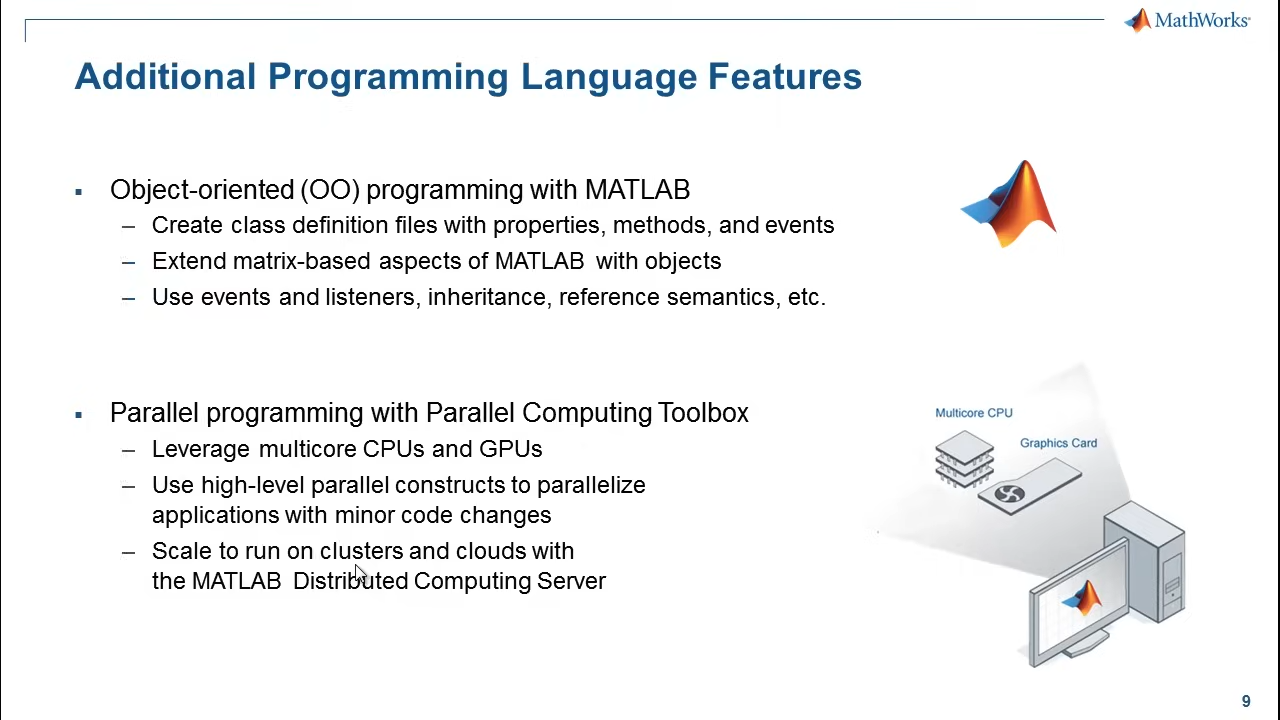 MathWorks®
Additional Programming Language Features
▪ Object-oriented (OO) programming with MATLAB
– Create class definition files with properties, methods, and events
– Extend matrix-based aspects of MATLAB with objects
– Use events and listeners, inheritance, reference semantics, etc.
▪ Parallel programming with Parallel Computing Toolbox
– Leverage multicore CPUs and GPUs
– Use high-level parallel constructs to parallelize
applications with minor code changes
– Scale to run on clusters and clouds with
the MATLAB Distributed Computing Server
Multicore CPU
Graphics Card
9